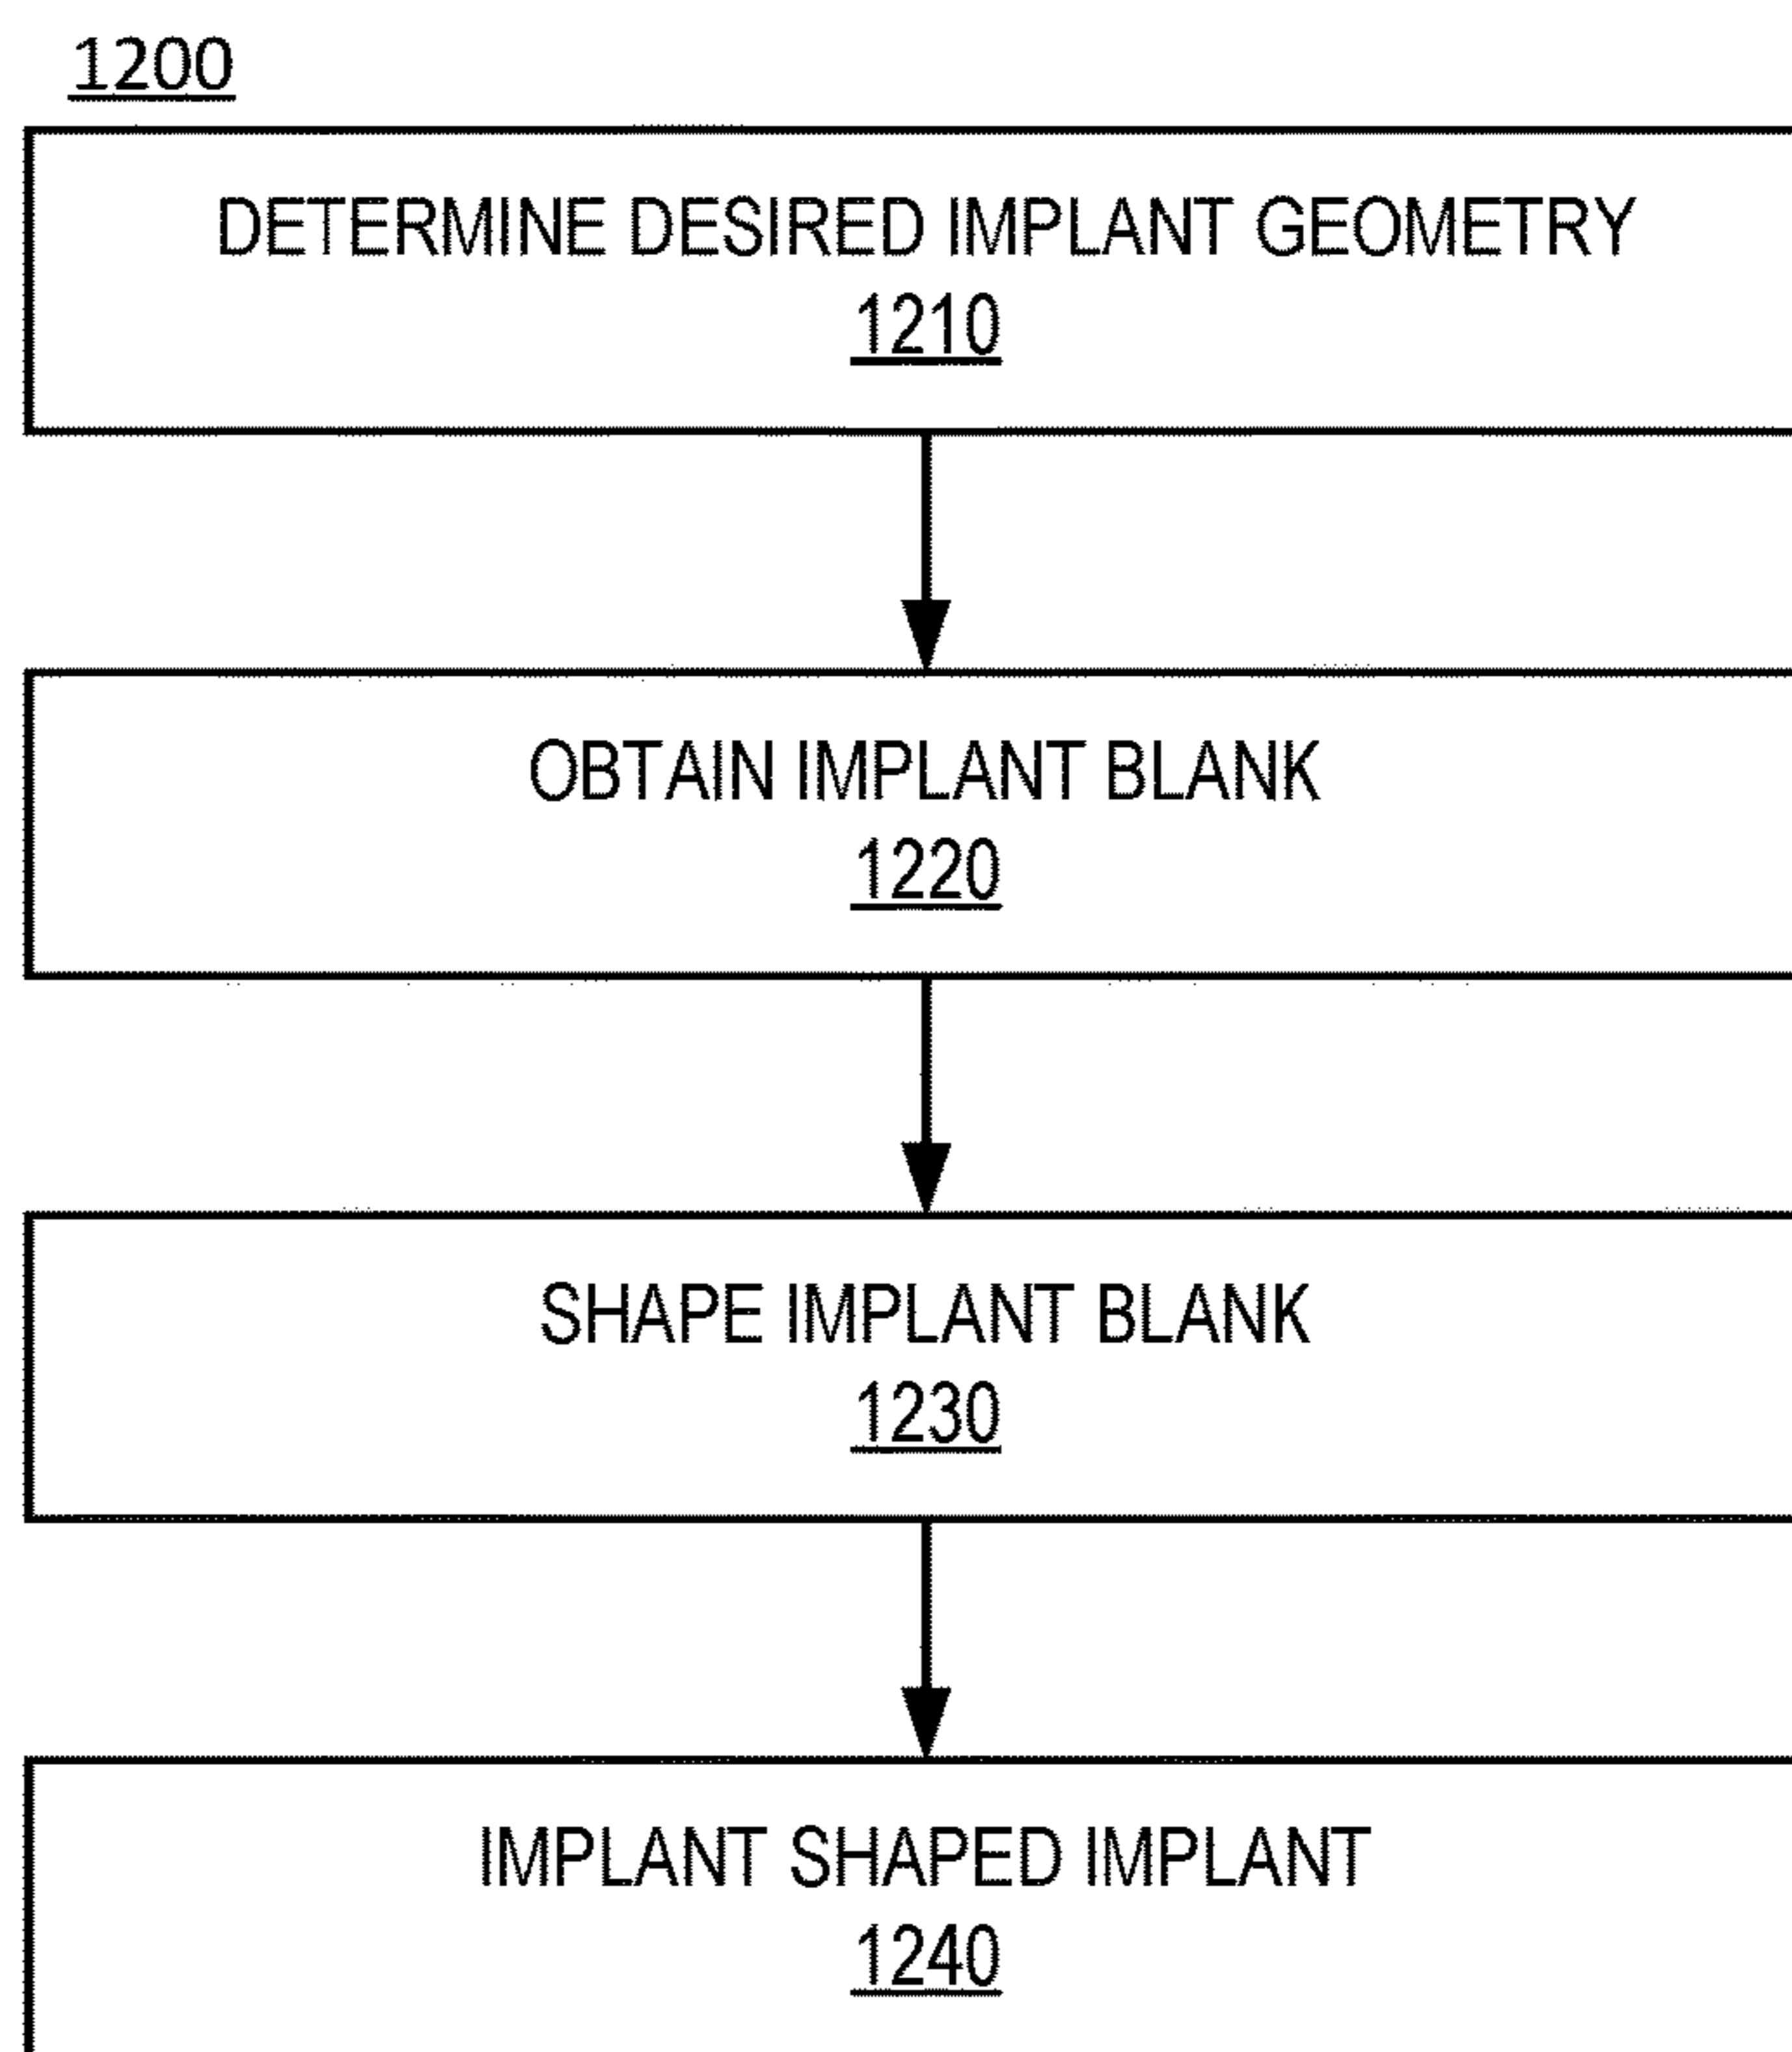 1200
DETERMINE DESIRED IMPLANT GEOMETRY
1210
OBTAIN IMPLANT BLANK
1220
SHAPE IMPLANT BLANK
1230
IMPLANT SHAPED IMPLANT
1240